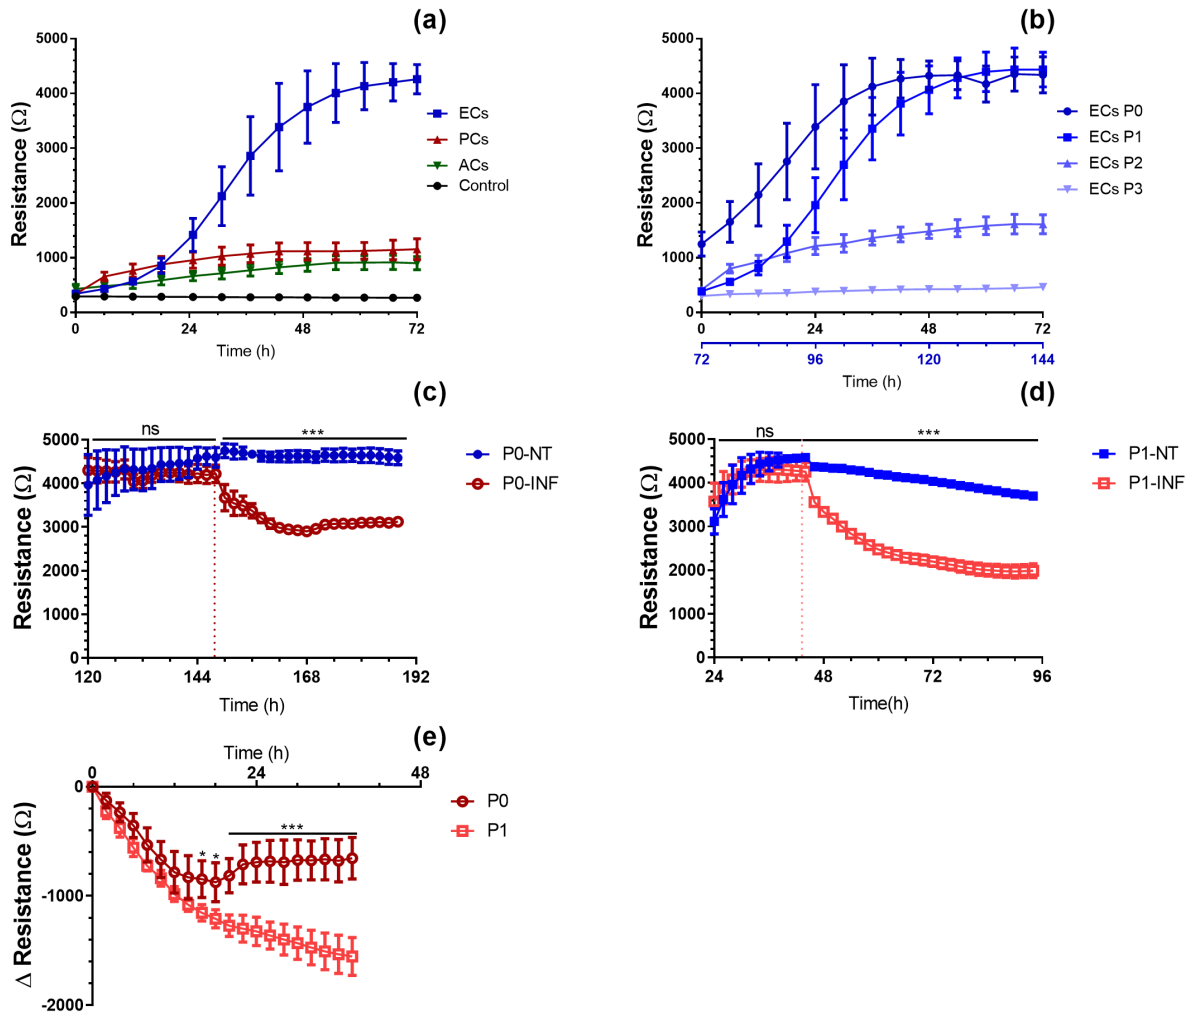 (a)
5000
4000
3000
2000
1000
0
Resistance (Ω)
0 24 48 72
Time (h)
ECs
PCs
ACs
Control
(b)
5000
4000
3000
2000
1000
0
Resistance (Ω)
0 24 48 72
72 96 120 144
Time (h)
ECs P0
ECs P1
ECs P2
ECs P3
(c)
ns ***
5000
4000
3000
2000
1000
0
Resistance (Ω)
120 144 168 192
Time (h)
P0-NT
P0-INF
(d)
ns ***
5000
4000
3000
2000
1000
0
Resistance (Ω)
24 48 72 96
Time(h)
P1-NT
P1-INF
(e)
Time (h)
0 24 48
0
-1000
-2000
Δ Resistance (Ω)
* * ***
P0
P1